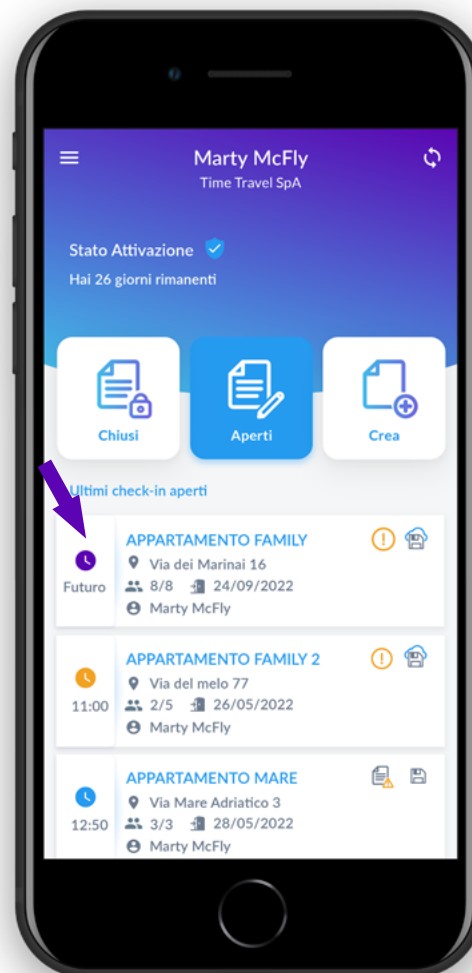 Marty McFly
Time Travel SpA
Stato Attivazione
Hai 26 giorni rimanenti
Chiusi Aperti Crea
Ultimi check-in aperti
APPARTAMENTO FAMILY
Via dei Marinai 16
Futuro 8/8 24/09/2022
Marty McFly
APPARTAMENTO FAMILY 2
Via del melo 77
11:00 2/5 26/05/2022
Marty McFly
APPARTAMENTO MARE
Via Mare Adriatico 3
12:50 3/3 28/05/2022
Marty McFly